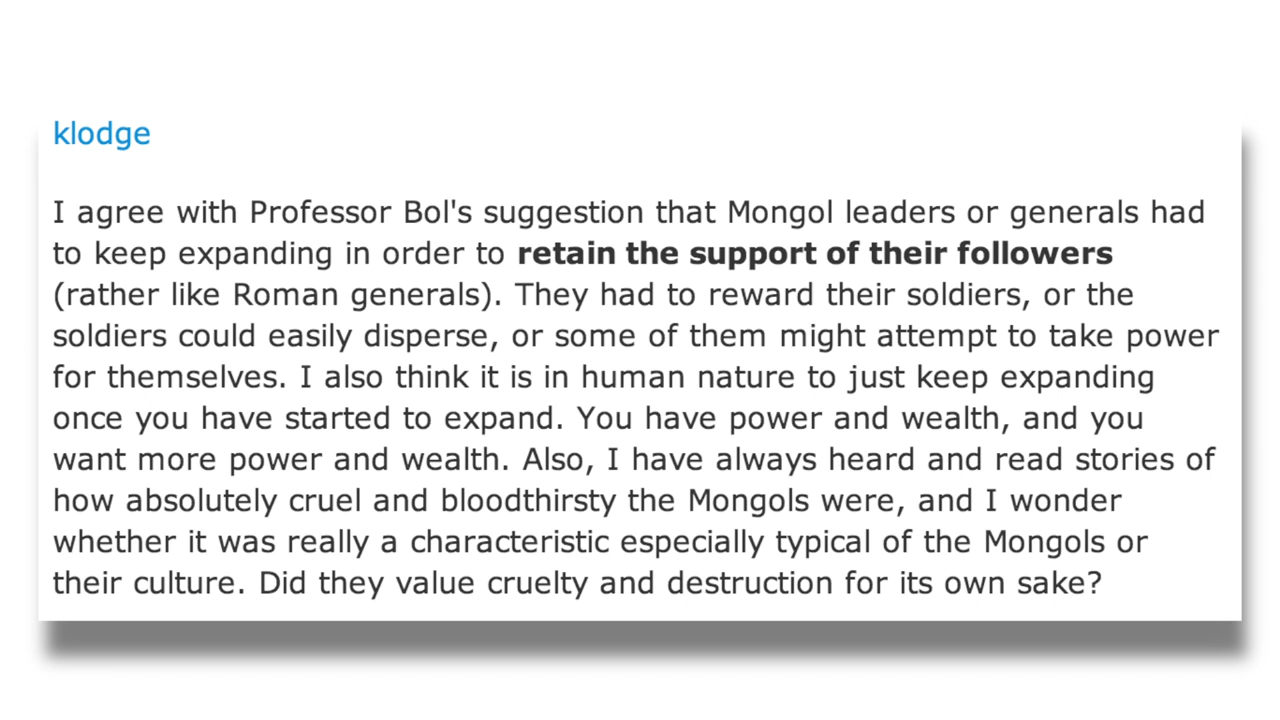 klodge
I agree with Professor Bol's suggestion that Mongol leaders or generals had
to keep expanding in order to retain the support of their followers
(rather like Roman generals). They had to reward their soldiers, or the
soldiers could easily disperse, or some of them might attempt to take power
for themselves. I also think it is in human nature to just keep expanding
once you have started to expand. You have power and wealth, and you
want more power and wealth. Also, I have always heard and read stories of
how absolutely cruel and bloodthirsty the Mongols were, and I wonder
whether it was really a characteristic especially typical of the Mongols or
their culture. Did they value cruelty and destruction for its own sake?